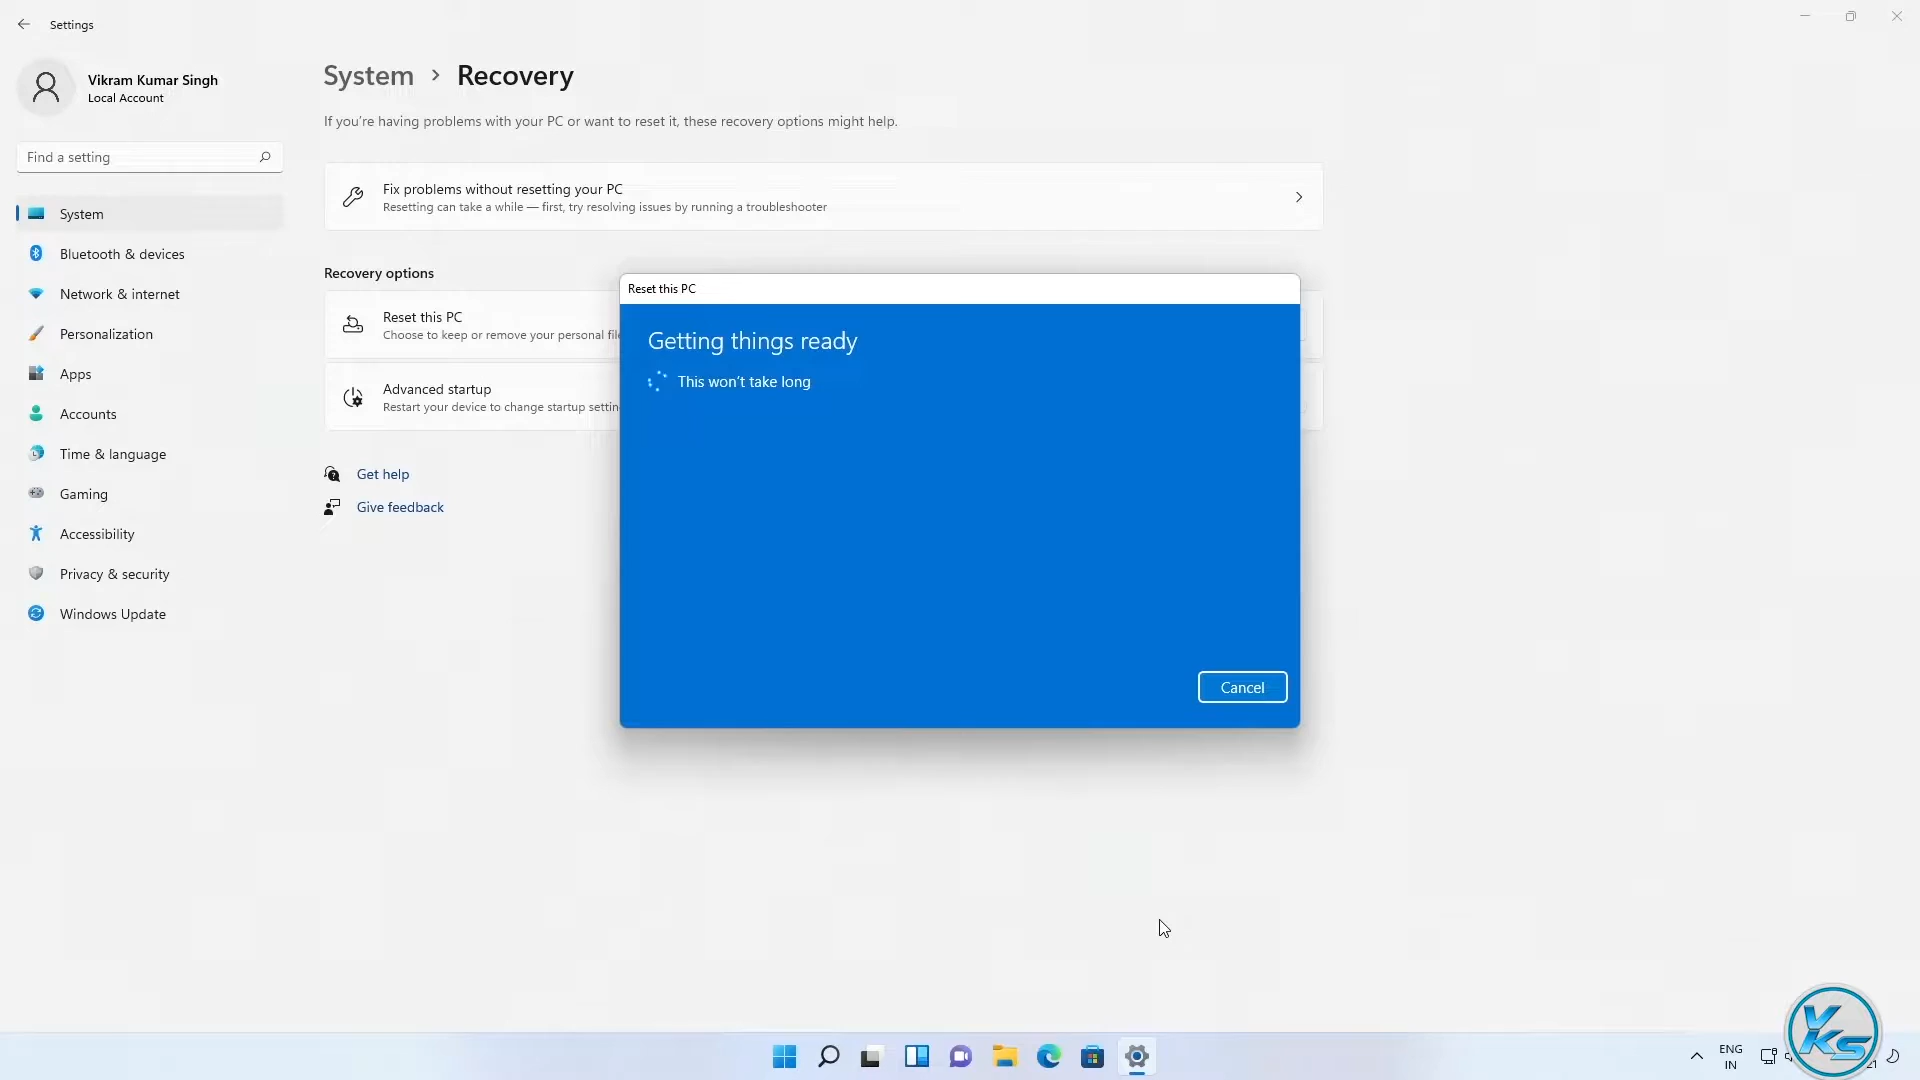 Settings
Vikram Kumar Singh
Local Account
Find a setting
System
Bluetooth & devices
Network & internet
Personalization
Apps
Accounts
Time & language
Gaming
Accessibility
Privacy & security
Windows Update
System > Recovery
If you're having problems with your PC or want to reset it, these recovery options might help.
Fix problems without resetting your PC
Resetting can take a while — first, try resolving issues by running a troubleshooter
Recovery options
Reset this PC
Choose to keep or remove your personal
Advanced startup
Restart your device to change startup
Get help
Give feedback
Reset this PC
Getting things ready
This won't take long
Cancel
ENG
IN
VKS